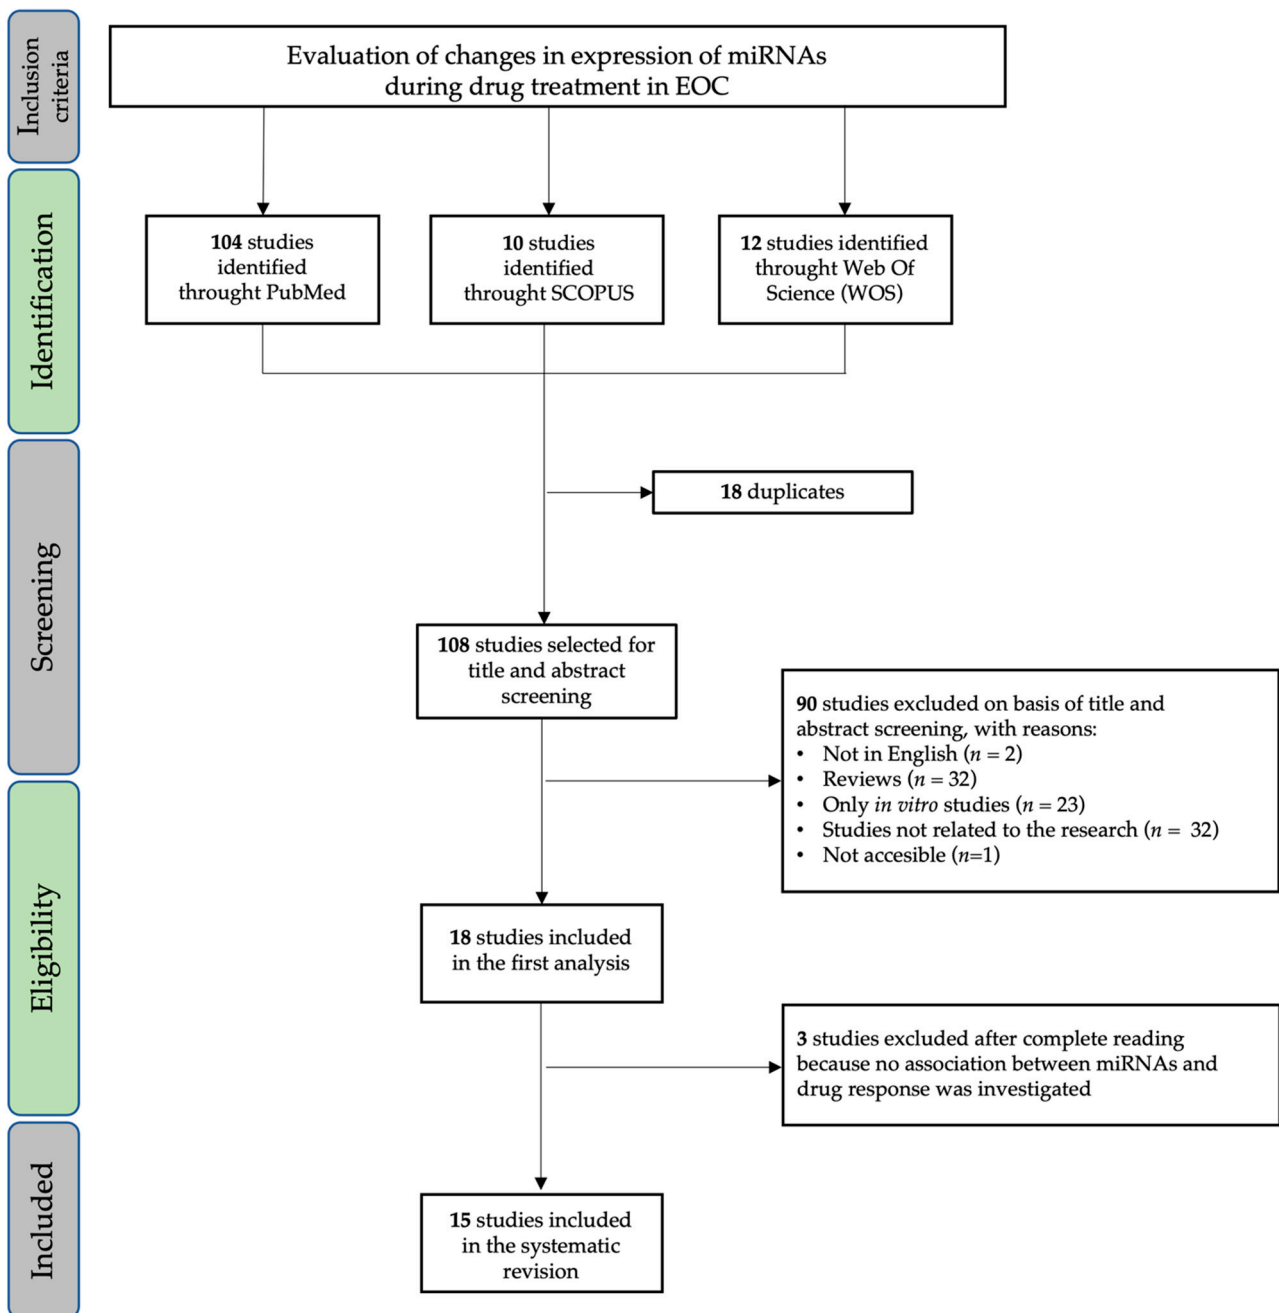 Inclusion
criteria
Evaluation of changes in expression of miRNAs
during drug treatment in EOC
Identification
104 studies
identified
throught PubMed
10 studies
identified
throught SCOPUS
12 studies identified
throught Web Of
Science (WOS)
Screening
18 duplicates
108 studies selected for
title and abstract
screening
90 studies excluded on basis of title and
abstract screening, with reasons:
• Not in English (n = 2)
• Reviews (n = 32)
• Only in vitro studies (n = 23)
• Studies not related to the research (n = 32)
• Not accesible (n=1)
Eligibility
18 studies included
in the first analysis
3 studies excluded after complete reading
because no association between miRNAs and
drug response was investigated
Included
15 studies included
in the systematic
revision